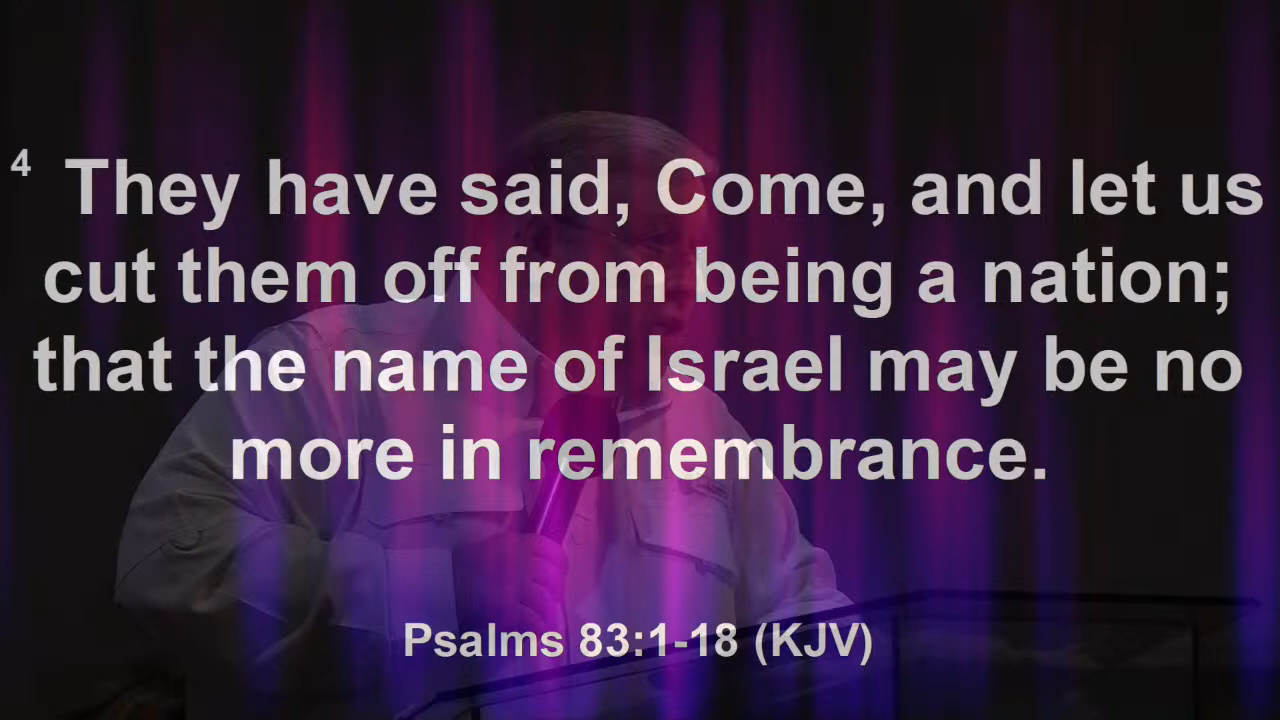 4 They have said, Come, and let us
cut them off from being a nation;
that the name of Israel may be no
more in remembrance.
Psalms 83:1-18 (KJV)